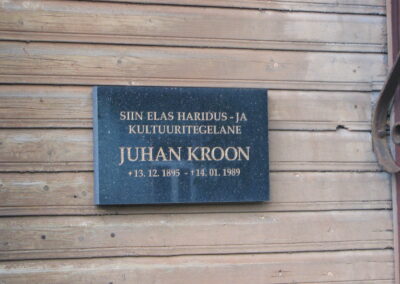 SIIN ELAS HARIDUS - JA
KULTUURITEGELANE
JUHAN KROON
+13. 12. 1895 - +14. 01. 1989